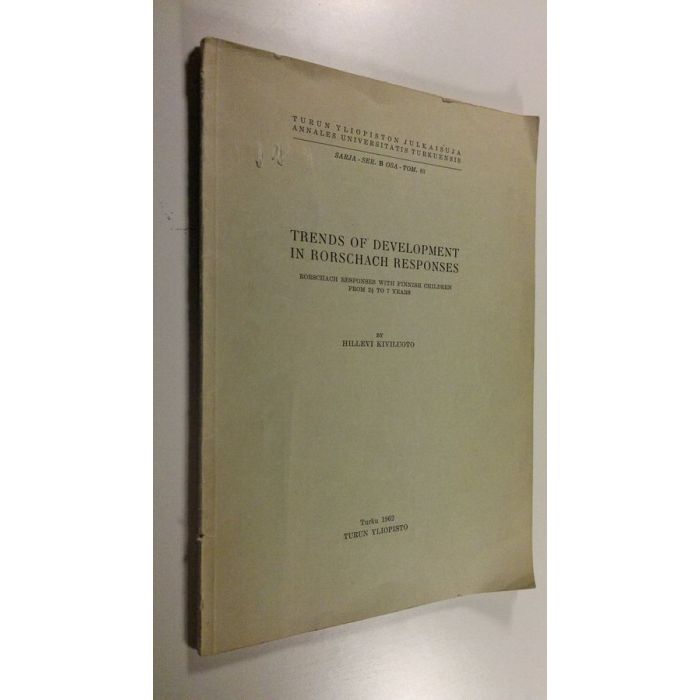 TURUN YLIOPISTON JULKAISUJA
ANNALES UNIVERSITATIS TURKUENSIS
SARJA - SER. B OSA - TOM. 85
TRENDS OF DEVELOPMENT
IN RORSCHACH RESPONSES
RORSCHACH RESPONSES WITH FINNISH CHILDREN
FROM 2½ TO 7 YEARS
BY
HILLEVI KIVILUOTO
Turku 1962
TURUN YLIOPISTO